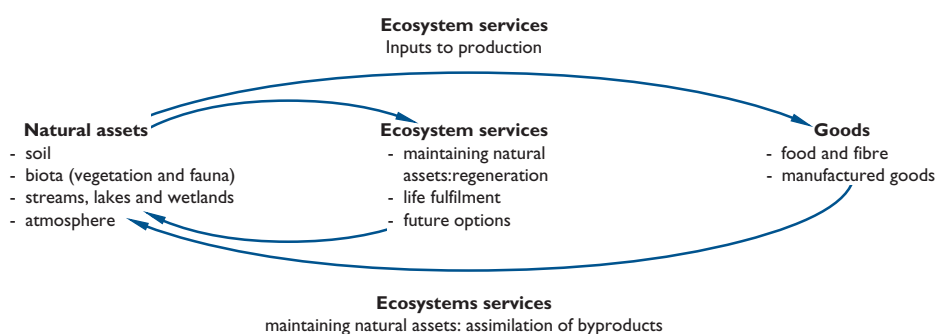 Ecosystem services
Inputs to production
Natural assets
- soil
- biota (vegetation and fauna)
- streams, lakes and wetlands
- atmosphere
Ecosystem services
- maintaining natural
assets:regeneration
- life fulfilment
- future options
Goods
- food and fibre
- manufactured goods
Ecosystems services
maintaining natural assets: assimilation of byproducts